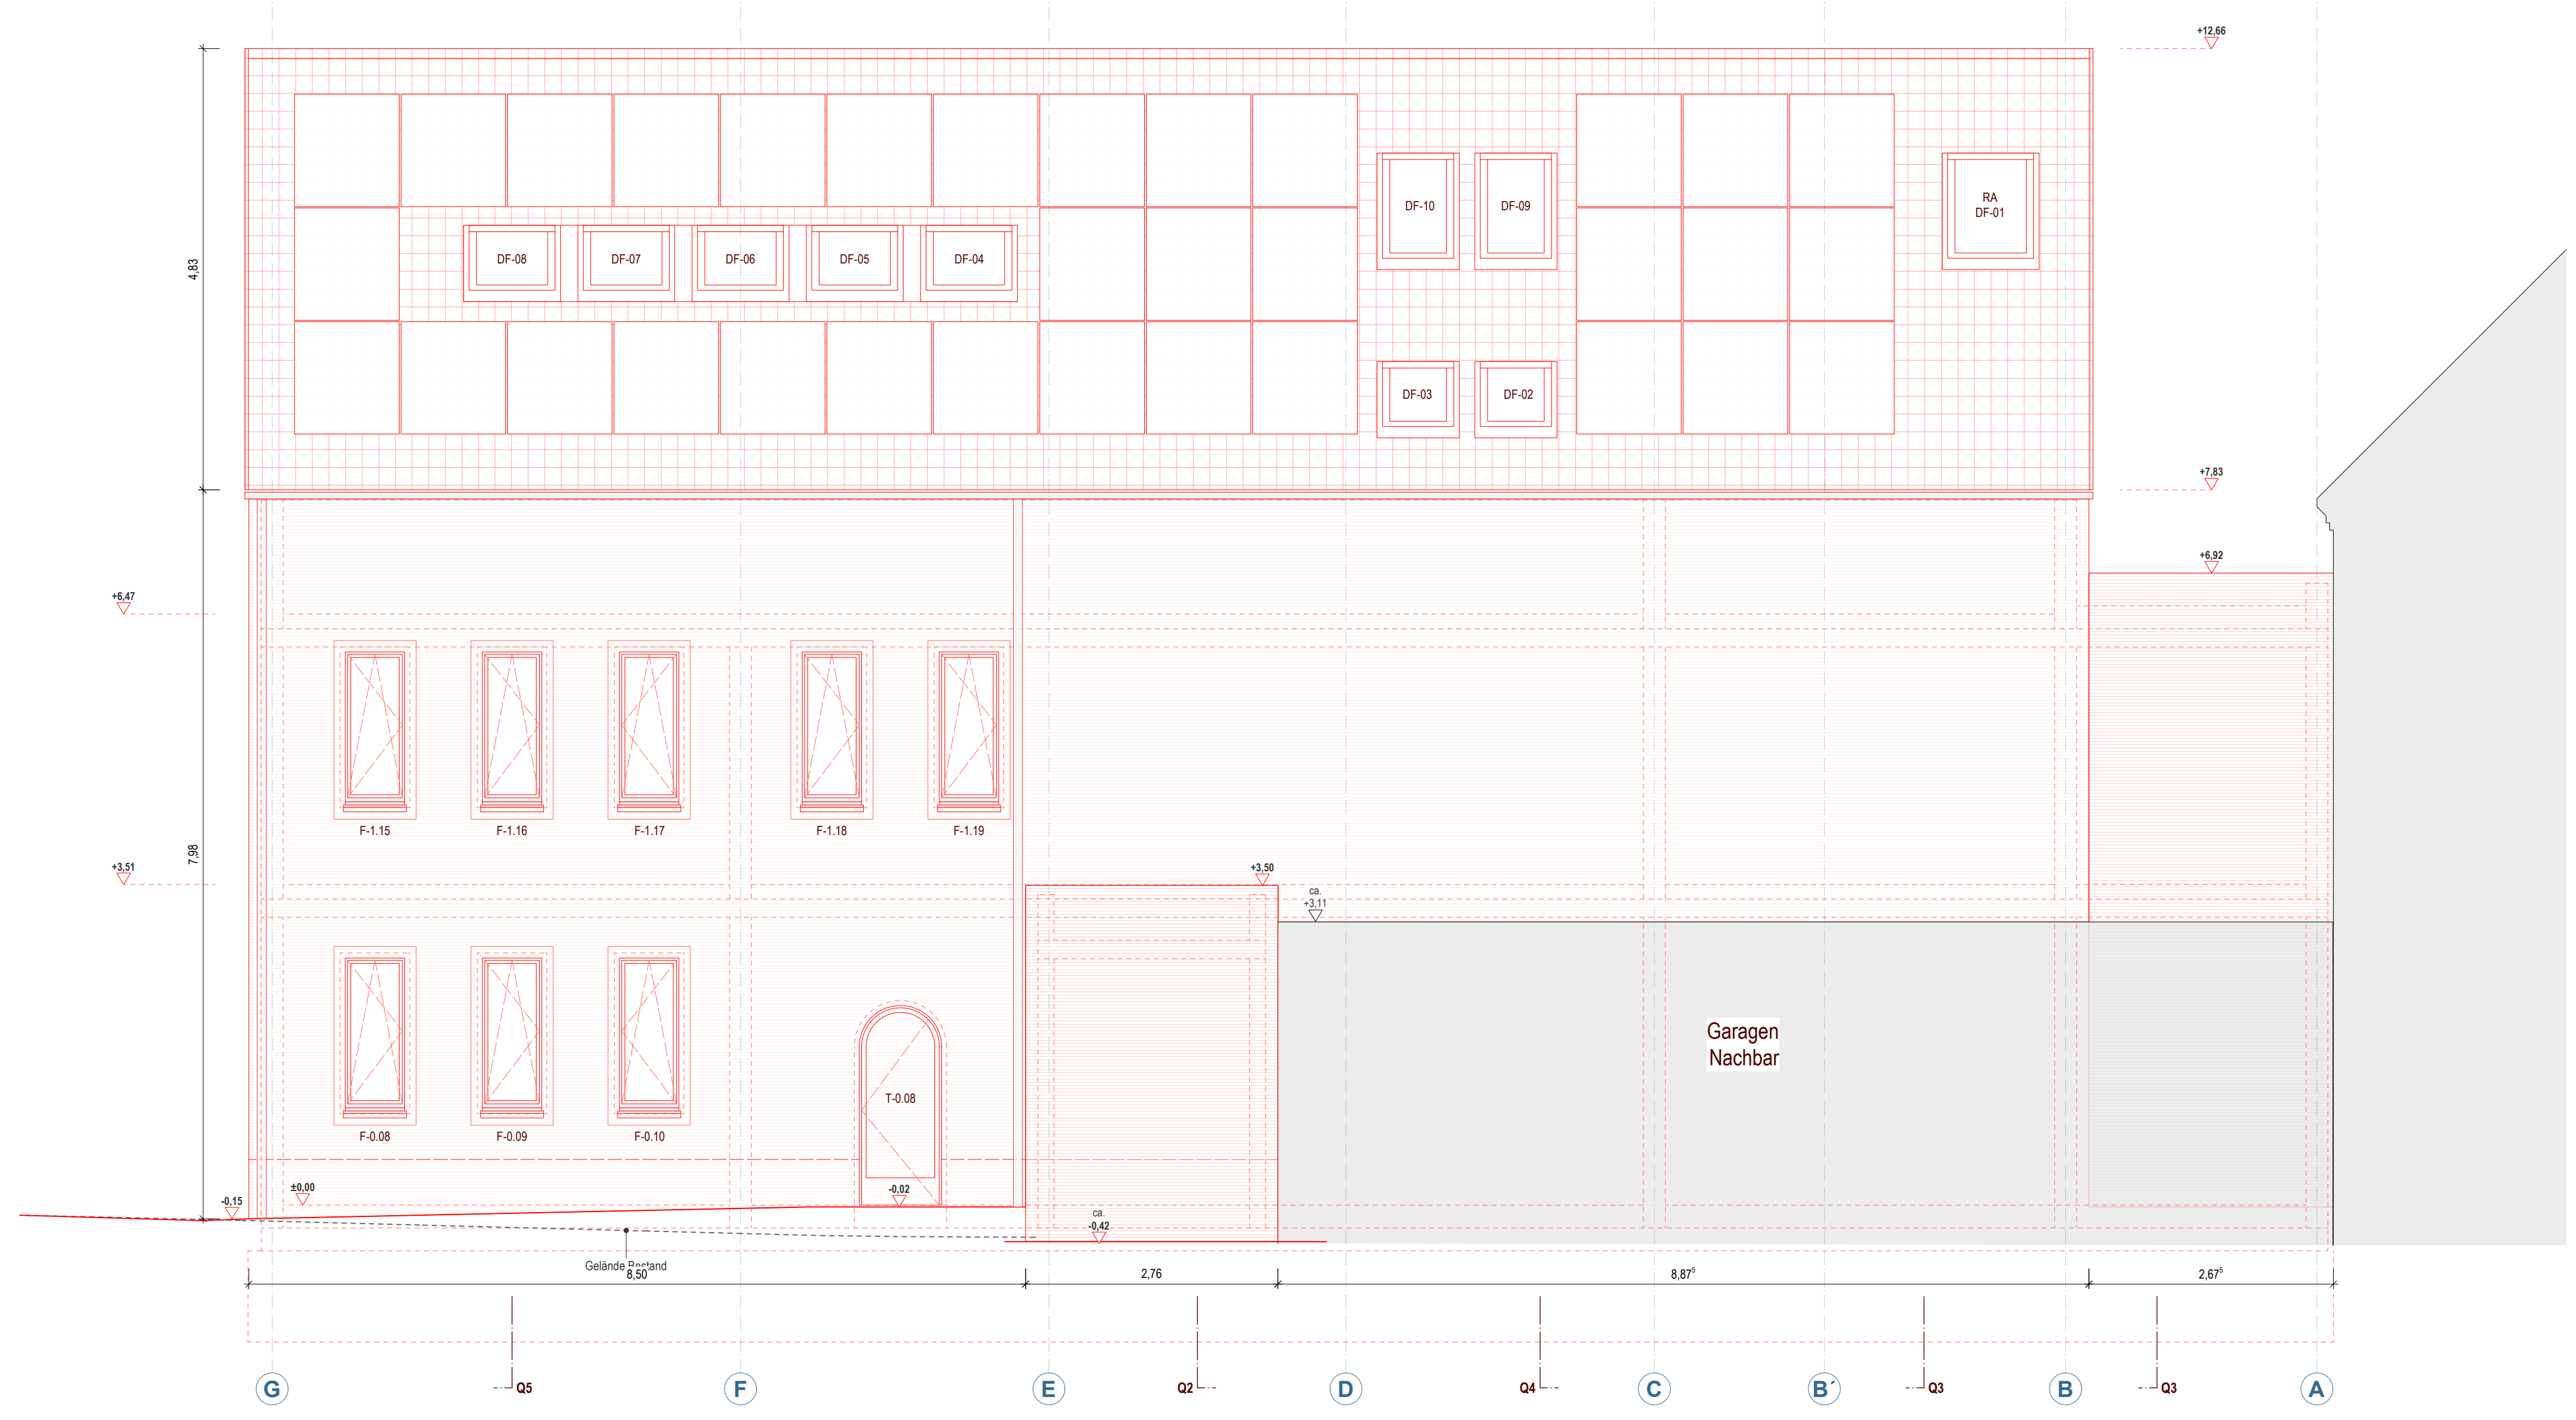 +12,66
DF-10
DF-09
RA
DF-01
DF-08
DF-07
DF-06
DF-05
DF-04
4,83
DF-03
DF-02
+7,83
+6,92
+6,47
F-1.15
F-1.16
F-1.17
F-1.18
F-1.19
7,98
+3,51
+3,50
ca.
+3,11
Garagen
Nachbar
T-0.08
F-0.08
F-0.09
F-0.10
-0,15
±0,00
-0,02
ca.
-0,42
Gelände Bestand
8,50
2,76
8,87⁵
2,67⁵
Q5
Q2
Q4
Q3
Q3
G
F
E
D
C
B´
B
A